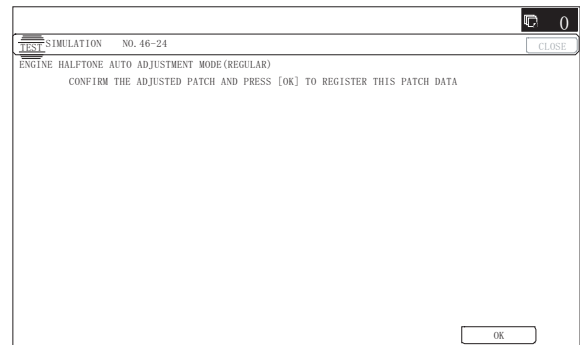 0
TEST SIMULATION NO. 46-24 CLOSE
ENGINE HALFTONE AUTO ADJUSTMENT MODE(REGULAR)
CONFIRM THE ADJUSTED PATCH AND PRESS [OK] TO REGISTER THIS PATCH DATA
OK